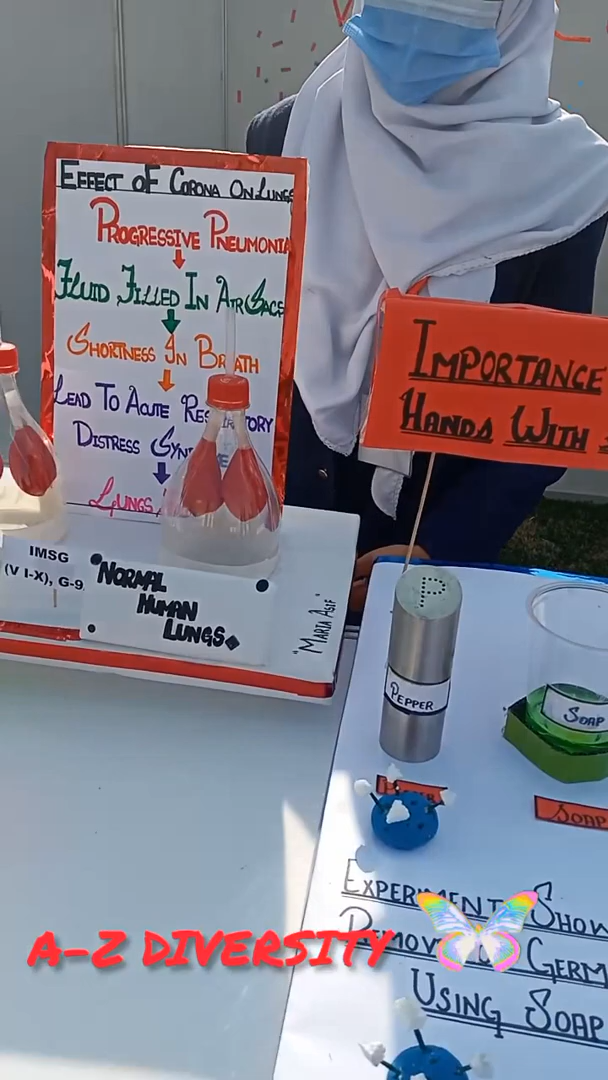 EFFECT OF CORONA ON LUNGS
PROGRESSIVE PNEUMONIA
FLUID FILLED IN AIR SACS
SHORTNESS IN BREATH
LEAD TO ACUTE RESPIRATORY
DISTRESS
LUNGS
IMSG
(V I-X), G-9
NORMAL
HUMAN
LUNGS
"MARIA ASIF"
IMPORTANCE
HANDS WITH
P
PEPPER
SOAP
SOAP
EXPERIMENT SHOW
GERM
USING SOAP
A-Z DIVERSITY